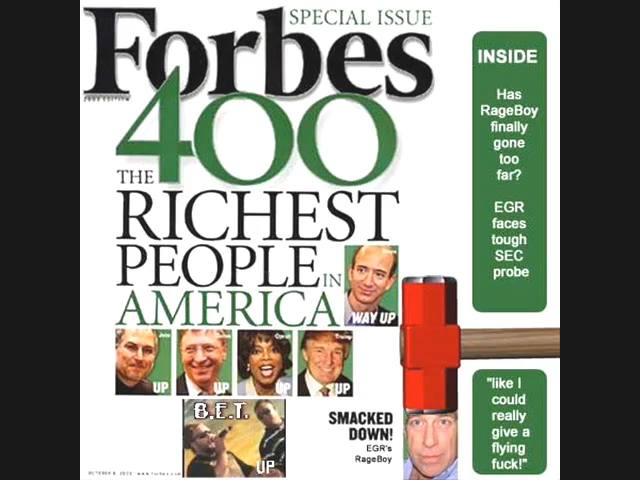 SPECIAL ISSUE
Forbes
400
THE
RICHEST
PEOPLE IN
AMERICA
WAY UP
Oprah
Trump
UP
UP
UP
UP
B.E.T.
UP
SMACKED
DOWN!
EGR's
RageBoy
INSIDE
Has
RageBoy
finally
gone
too
far?
EGR
faces
tough
SEC
probe
"like I
could
really
give a
flying
fuck!"